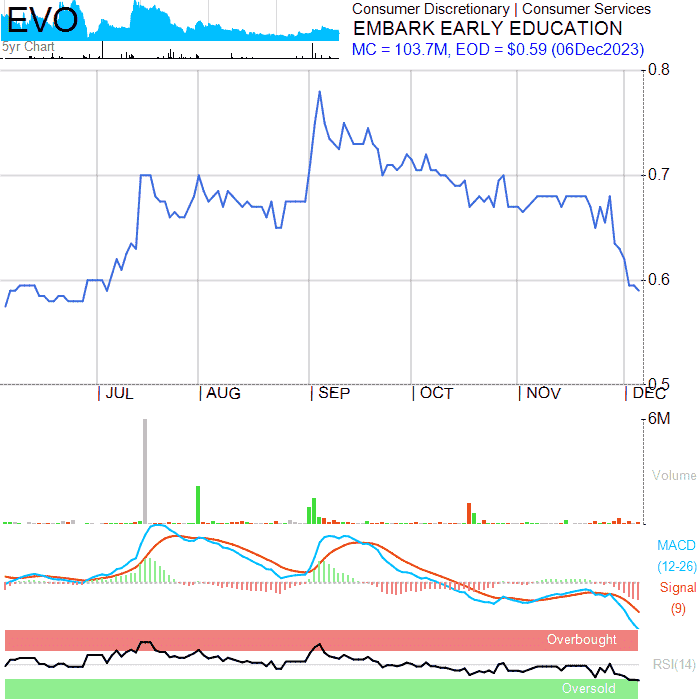 EVO
5yr Chart
Consumer Discretionary | Consumer Services
EMBARK EARLY EDUCATION
MC = 103.7M, EOD = $0.59 (06Dec2023)
0.8
0.7
0.6
0.5
JUL AUG SEP OCT NOV DEC
6M
Volume
MACD
(12-26)
Signal
(9)
Overbought
RSI(14)
Oversold